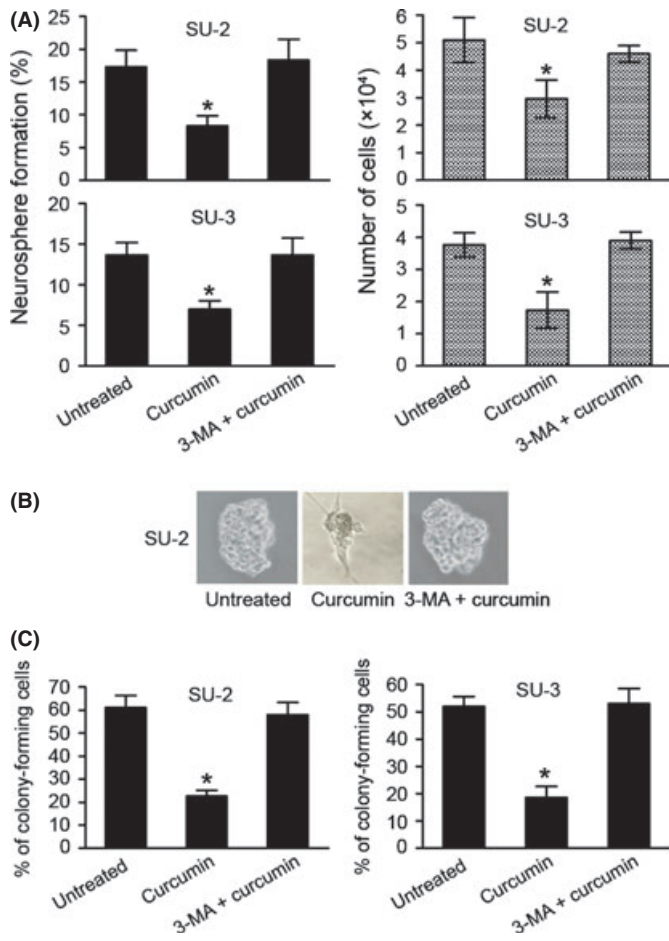 (A)
SU-2
Neurosphere formation (%)
25
20
15
10
5
0
*
SU-3
20
15
10
5
0
*
Untreated
Curcumin
3-MA + curcumin
SU-2
Number of cells (×10⁴)
6
5
4
3
2
1
0
*
SU-3
5
4
3
2
1
0
*
Untreated
Curcumin
3-MA + curcumin
(B)
SU-2
Untreated Curcumin 3-MA + curcumin
(C)
SU-2
% of colony-forming cells
70
60
50
40
30
20
10
0
*
Untreated
Curcumin
3-MA + curcumin
SU-3
% of colony-forming cells
60
50
40
30
20
10
0
*
Untreated
Curcumin
3-MA + curcumin